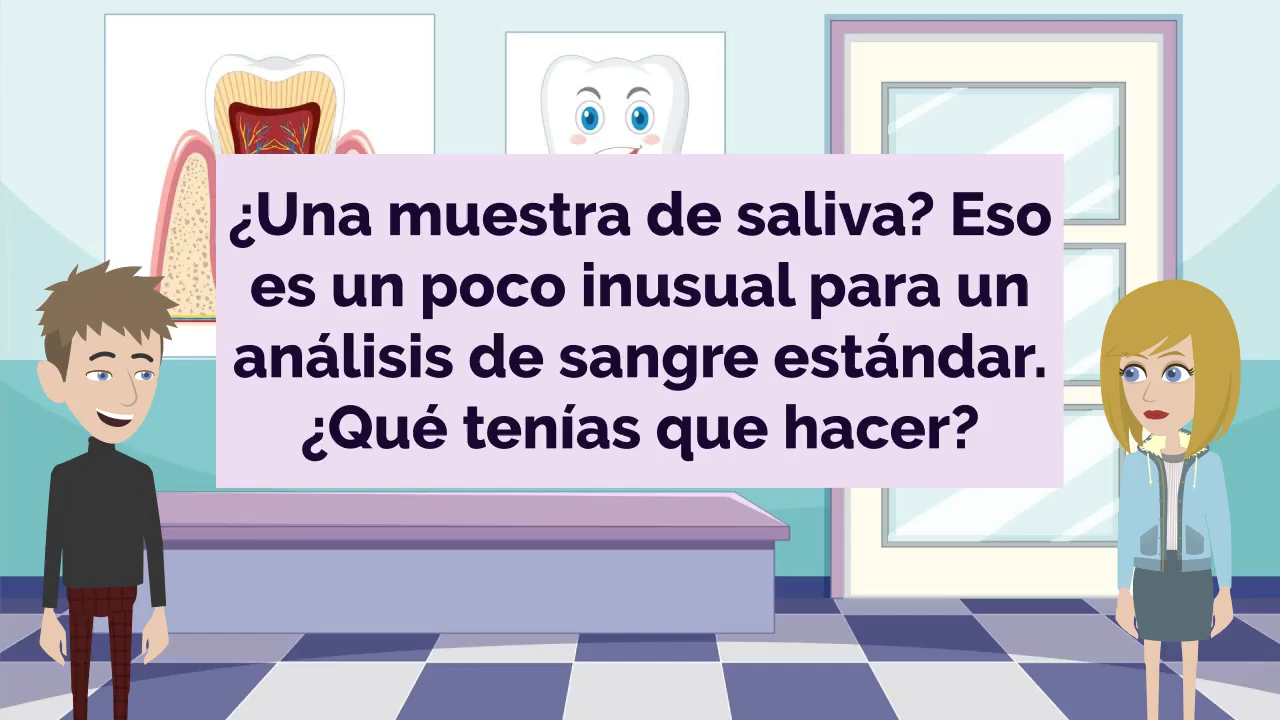 ¿Una muestra de saliva? Eso
es un poco inusual para un
análisis de sangre estándar.
¿Qué tenías que hacer?